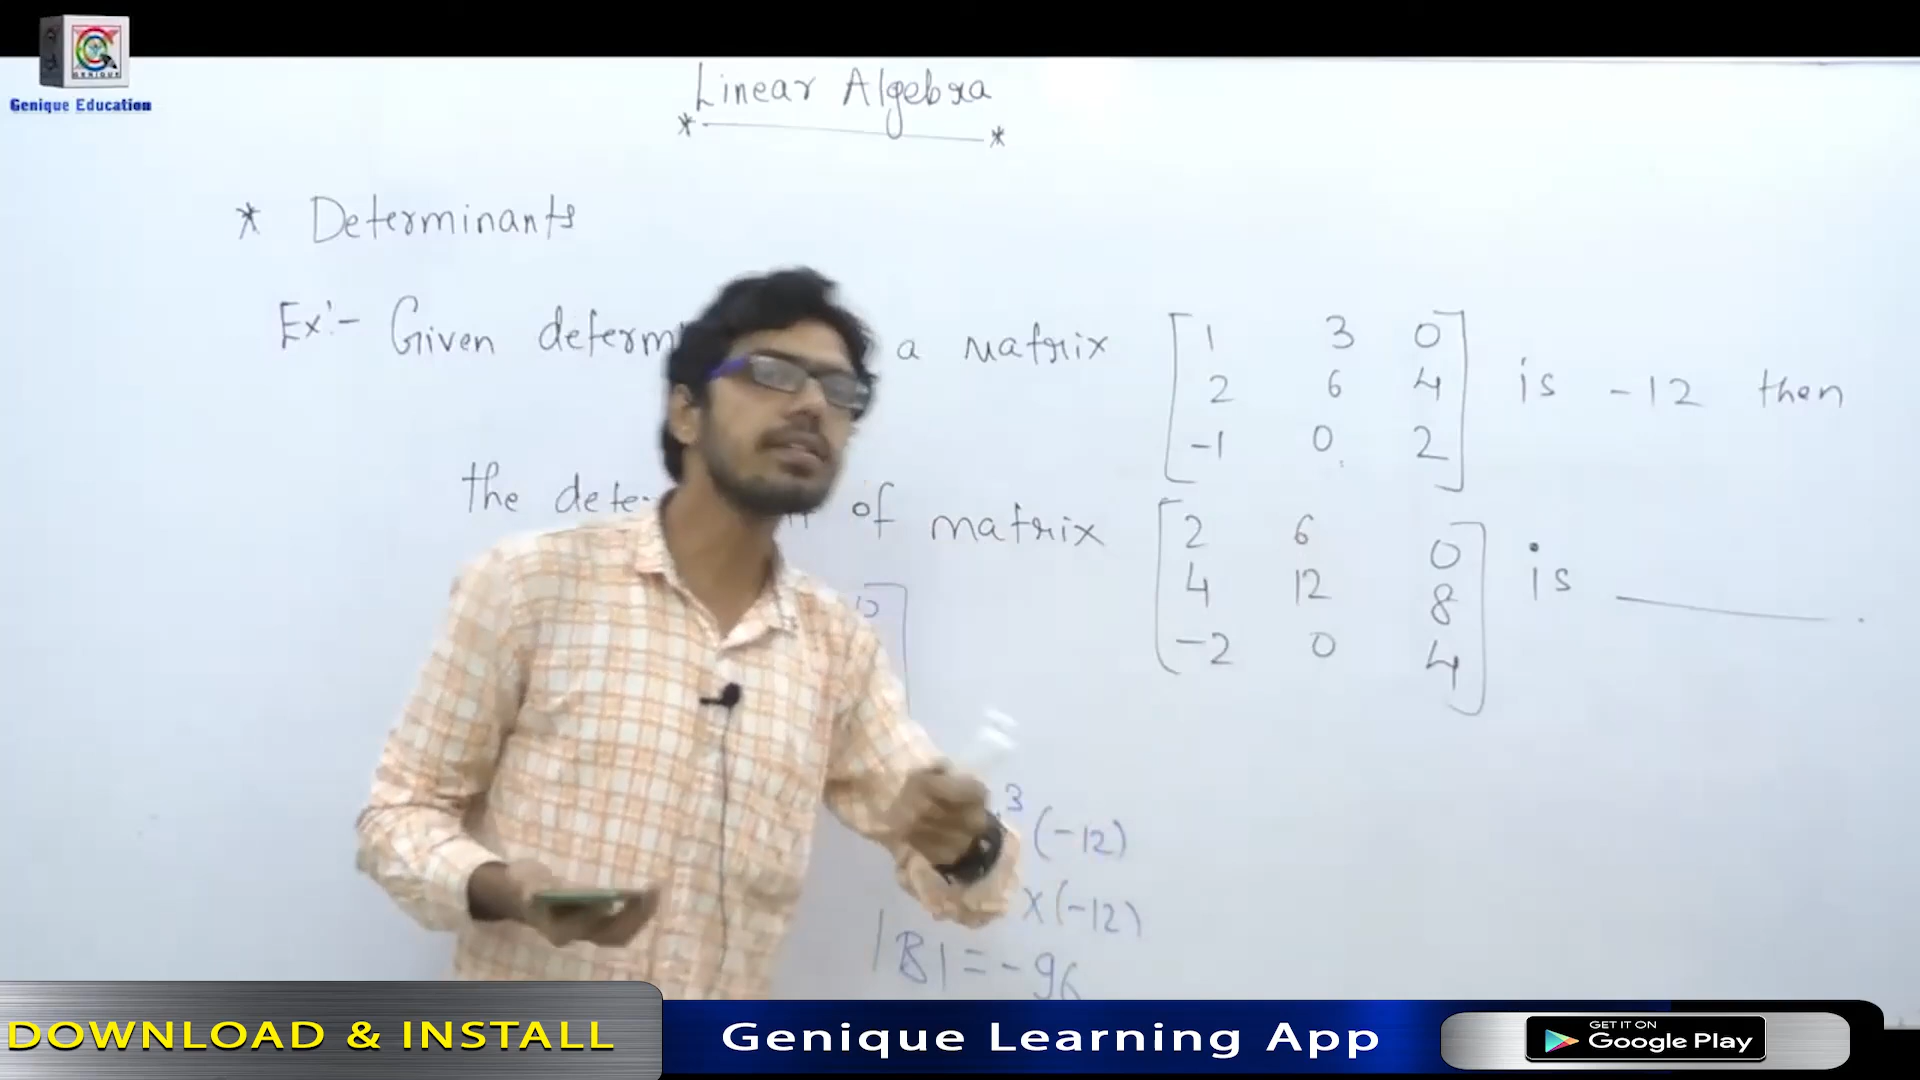 GENIQUE
Genique Education
Linear Algebra
* *
* Determinants
Ex:- Given a matrix
1 3 0
2 6 4
-1 0 2
is -12 then
the of matrix
2 6 0
4 12 8
-2 0 4
is ______.
3 (-12)
x(-12)
|B| = -96
DOWNLOAD & INSTALL
Genique Learning App
GET IT ON
Google Play